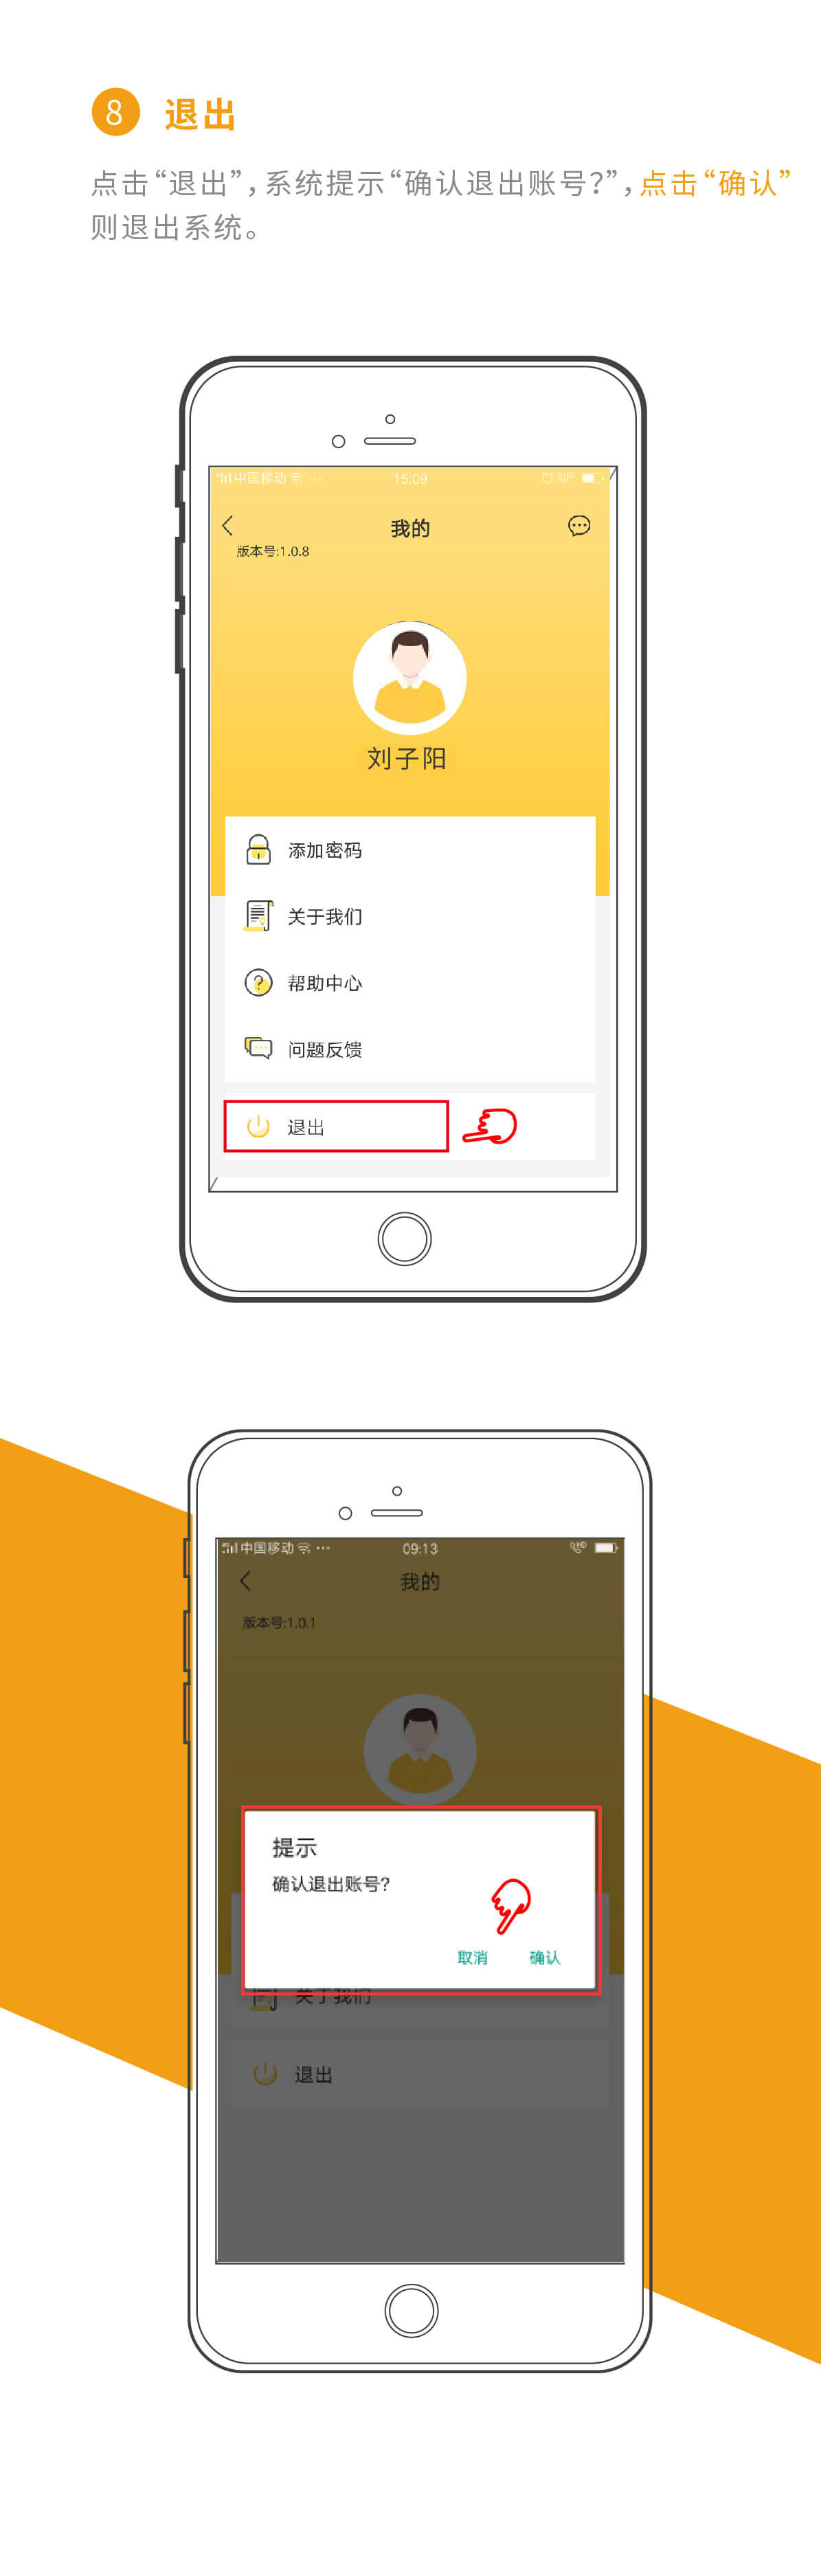 8 退出
点击“退出”，系统提示“确认退出账号？”，点击“确认”
则退出系统。
中国移动 ··· 15:09
我的
版本号:1.0.8
刘子阳
添加密码
关于我们
帮助中心
问题反馈
退出
中国移动 ··· 09:13
我的
版本号:1.0.1
提示
确认退出账号?
取消 确认
关于我们
退出